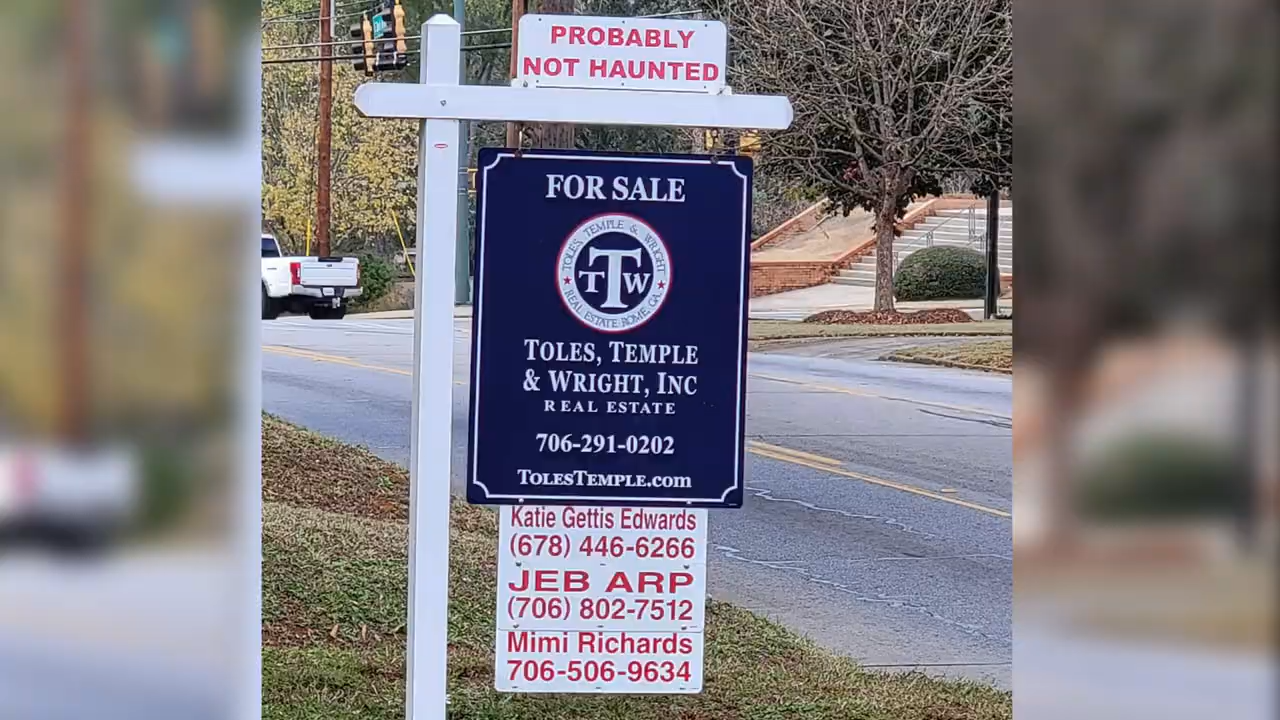 PROBABLY
NOT HAUNTED
FOR SALE
TOLES, TEMPLE & WRIGHT
TTW
REAL ESTATE ROME, GA.
TOLES, TEMPLE
& WRIGHT, INC
REAL ESTATE
706-291-0202
TOLESTEMPLE.COM
Katie Gettis Edwards
(678) 446-6266
JEB ARP
(706) 802-7512
Mimi Richards
706-506-9634